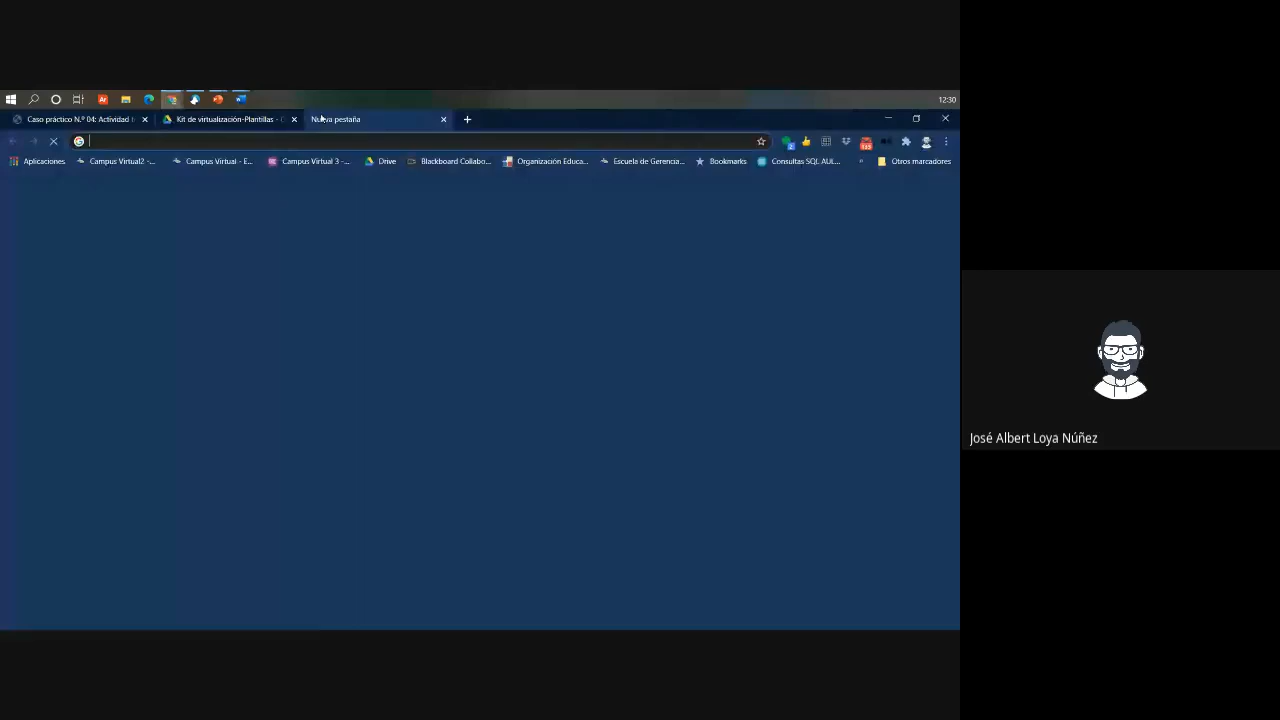 12:30
Caso práctico N.º 04: Actividad
Kit de virtualización-Plantillas -
Nueva pestaña
Aplicaciones
Campus Virtual2 -...
Campus Virtual - E...
Campus Virtual 3 -...
Drive
Blackboard Collabo...
Organización Educa...
Escuela de Gerencia...
Bookmarks
Consultas SQL AUL...
»
Otros marcadores
José Albert Loya Núñez